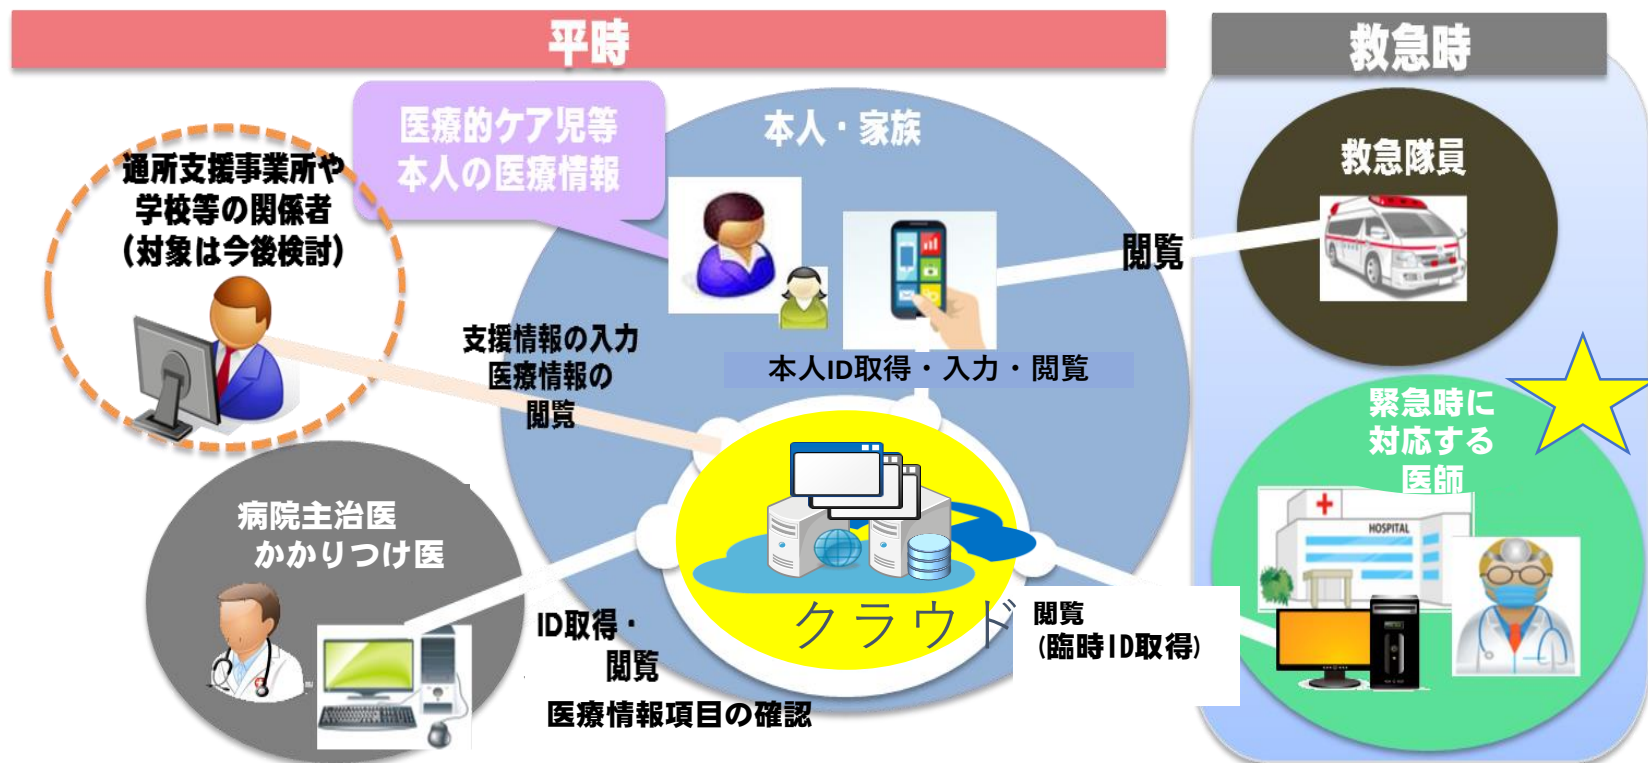 平時
救急時
医療的ケア児等
本人の医療情報
本人・家族
救急隊員
通所支援事業所や
学校等の関係者
(対象は今後検討)
閲覧
支援情報の入力
医療情報の
閲覧
本人ID取得・入力・閲覧
緊急時に
対応する
医師
HOSPITAL
病院主治医
かかりつけ医
クラウド
ID取得・
閲覧
医療情報項目の確認
閲覧
(臨時ID取得)